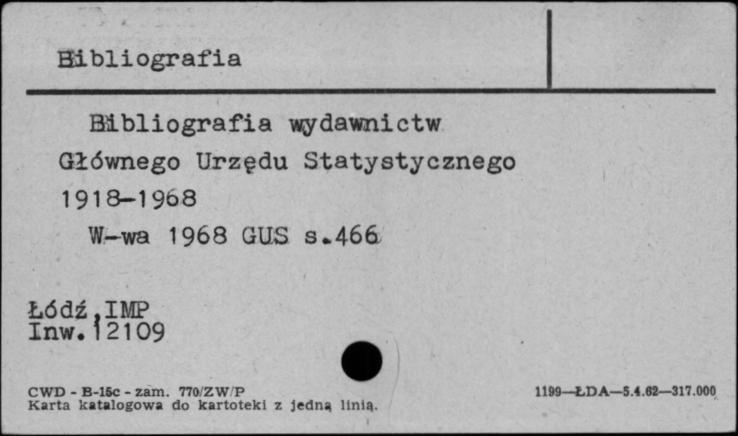 Bibliografia
Bibliografia wydawnictw
Głównego Urzędu Statystycznego
1918-1968
W-wa 1968 GUS s.466
Łódź,IMP
Inw.12109
CWD - B-15c - zam. 770/ZW/P
Karta katalogowa do kartoteki z jedną linią.
1199—ŁDA—5.4.62—317.000